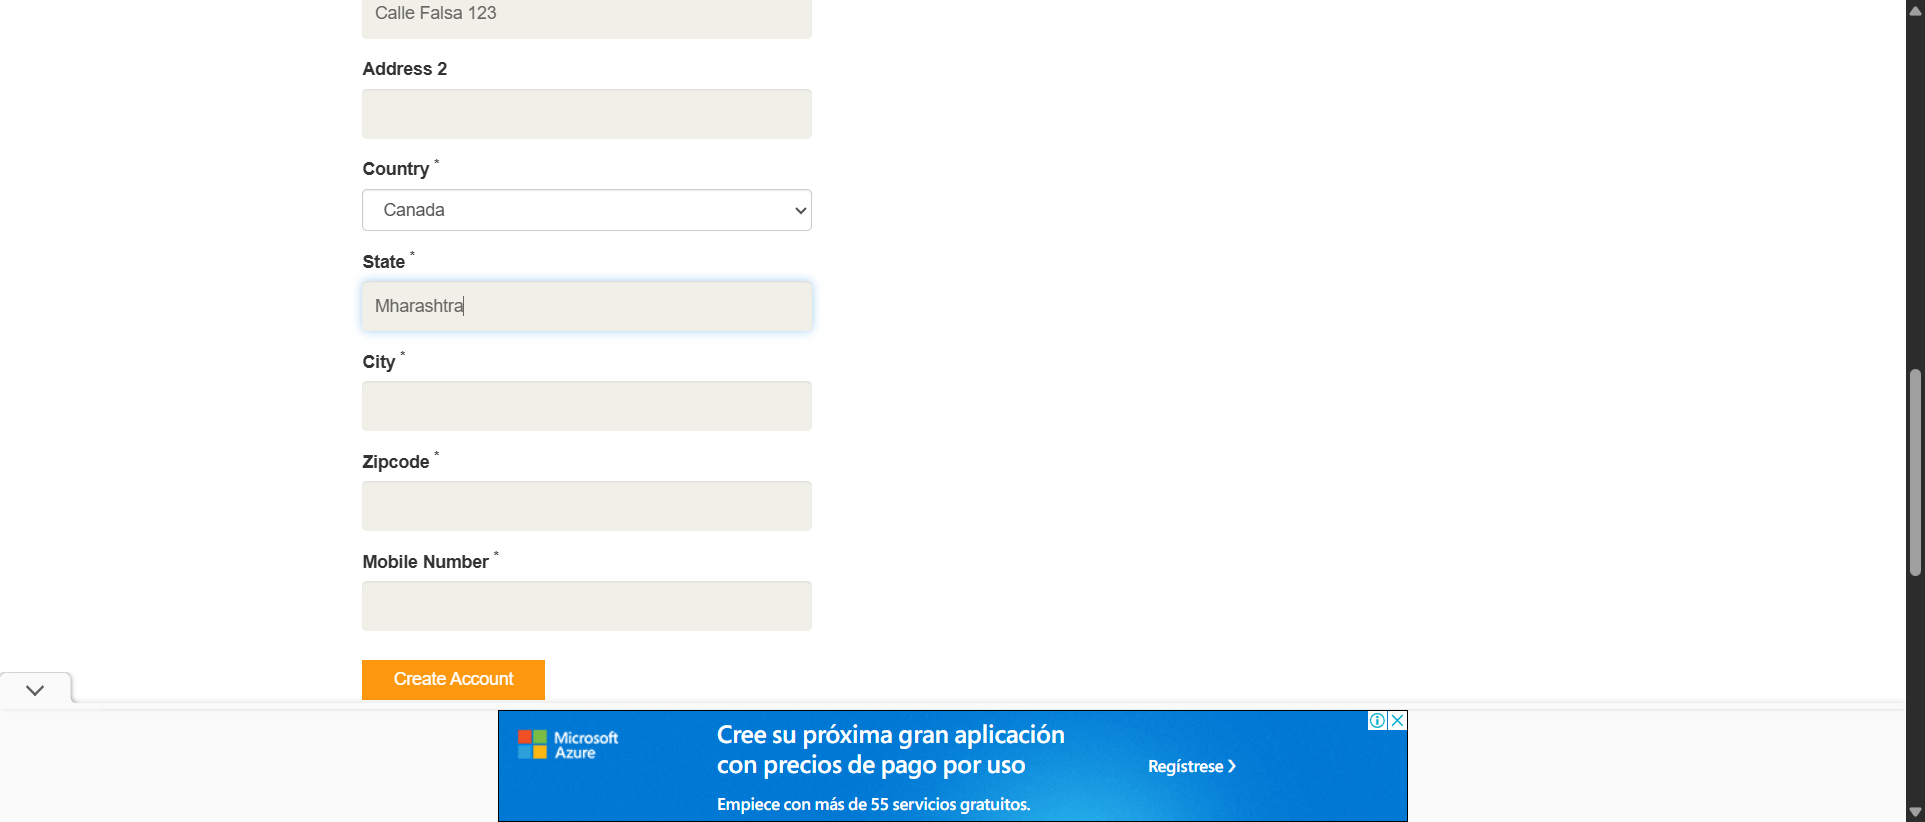 Calle Falsa 123
Address 2
Country *
Canada
State *
Mharashtra
City *
Zipcode *
Mobile Number *
Create Account
Microsoft
Azure
Cree su próxima gran aplicación
con precios de pago por uso
Regístrese
Empiece con más de 55 servicios gratuitos.